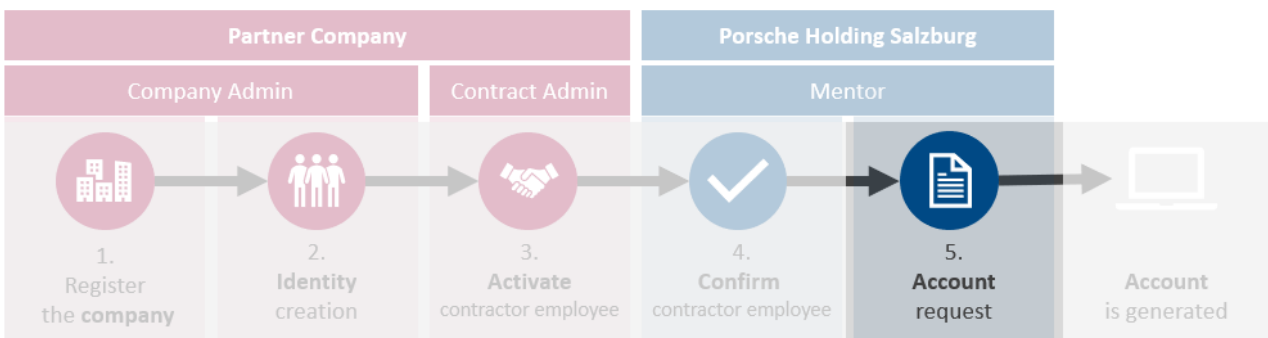 Partner Company
Porsche Holding Salzburg
Company Admin
Contract Admin
Mentor
1.
Register
the company
2.
Identity
creation
3.
Activate
contractor employee
4.
Confirm
contractor employee
5.
Account
request
Account
is generated